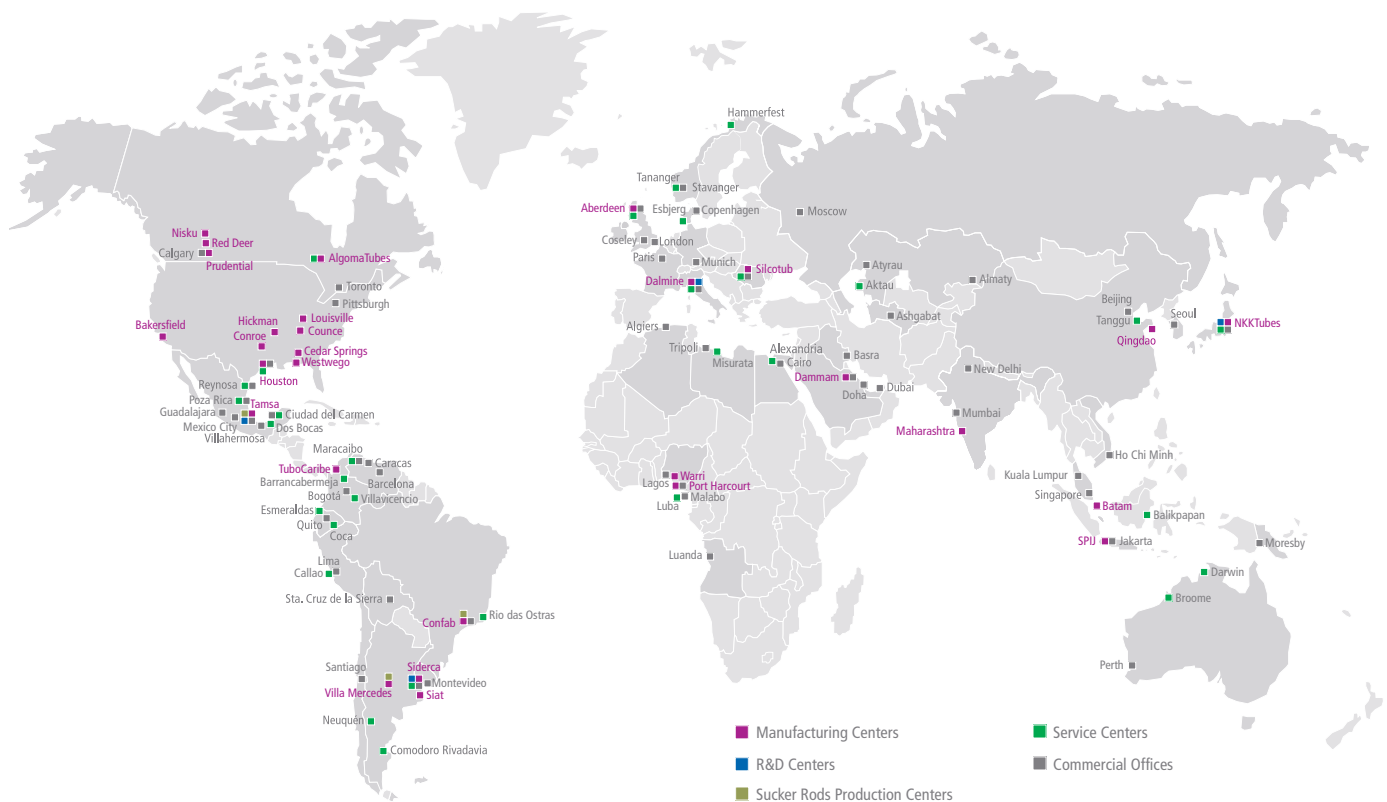 Hammerfest
Tananger
Stavanger
Aberdeen
Esbjerg
Copenhagen
Moscow
Nisku
Red Deer
Calgary
Prudential
AlgomaTubes
Coseley
London
Paris
Munich
Silcotub
Dalmine
Atyrau
Aktau
Almaty
Ashgabat
Toronto
Pittsburgh
Bakersfield
Hickman
Conroe
Louisville
Counce
Cedar Springs
Westwego
Houston
Beijing
Tanggu
Seoul
Qingdao
NKKTubes
Algiers
Tripoli
Misurata
Alexandria
Cairo
Basra
Dammam
Doha
Dubai
New Delhi
Mumbai
Maharashtra
Reynosa
Poza Rica
Tamsa
Guadalajara
Ciudad del Carmen
Mexico City
Dos Bocas
Villahermosa
Maracaibo
Caracas
TuboCaribe
Barcelona
Barrancabermeja
Bogotá
Villavicencio
Esmeraldas
Quito
Coca
Lagos
Warri
Port Harcourt
Malabo
Luba
Luanda
Ho Chi Minh
Kuala Lumpur
Singapore
Batam
Balikpapan
SPIJ
Jakarta
Moresby
Darwin
Broome
Perth
Lima
Callao
Sta. Cruz de la Sierra
Rio das Ostras
Confab
Santiago
Siderca
Montevideo
Villa Mercedes
Siat
Neuquén
Comodoro Rivadavia
Manufacturing Centers
R&D Centers
Sucker Rods Production Centers
Service Centers
Commercial Offices